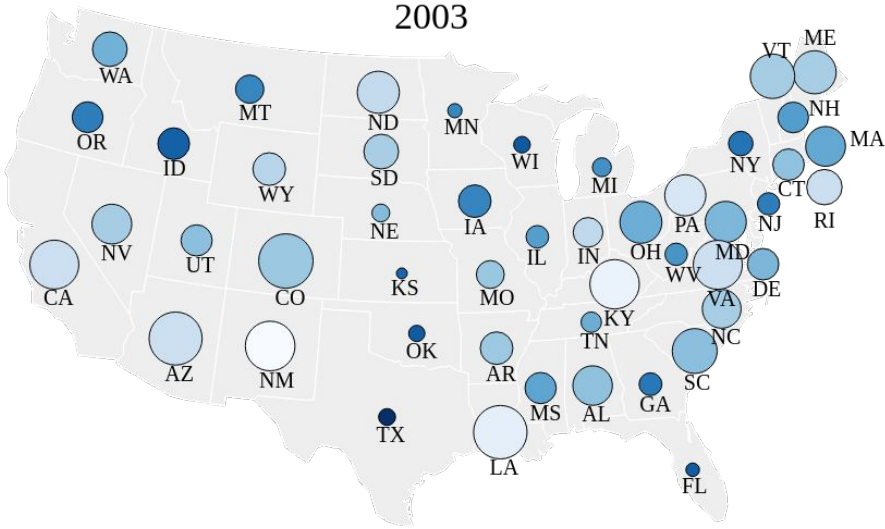 2003
VT
ME
WA
MT
ND
MN
NH
OR
ID
WI
NY
MA
WY
SD
MI
CT
RI
NV
UT
NE
IA
IL
IN
OH
PA
NJ
MD
WV
DE
CA
CO
KS
MO
KY
VA
TN
NC
AZ
NM
OK
AR
SC
MS
AL
GA
TX
LA
FL